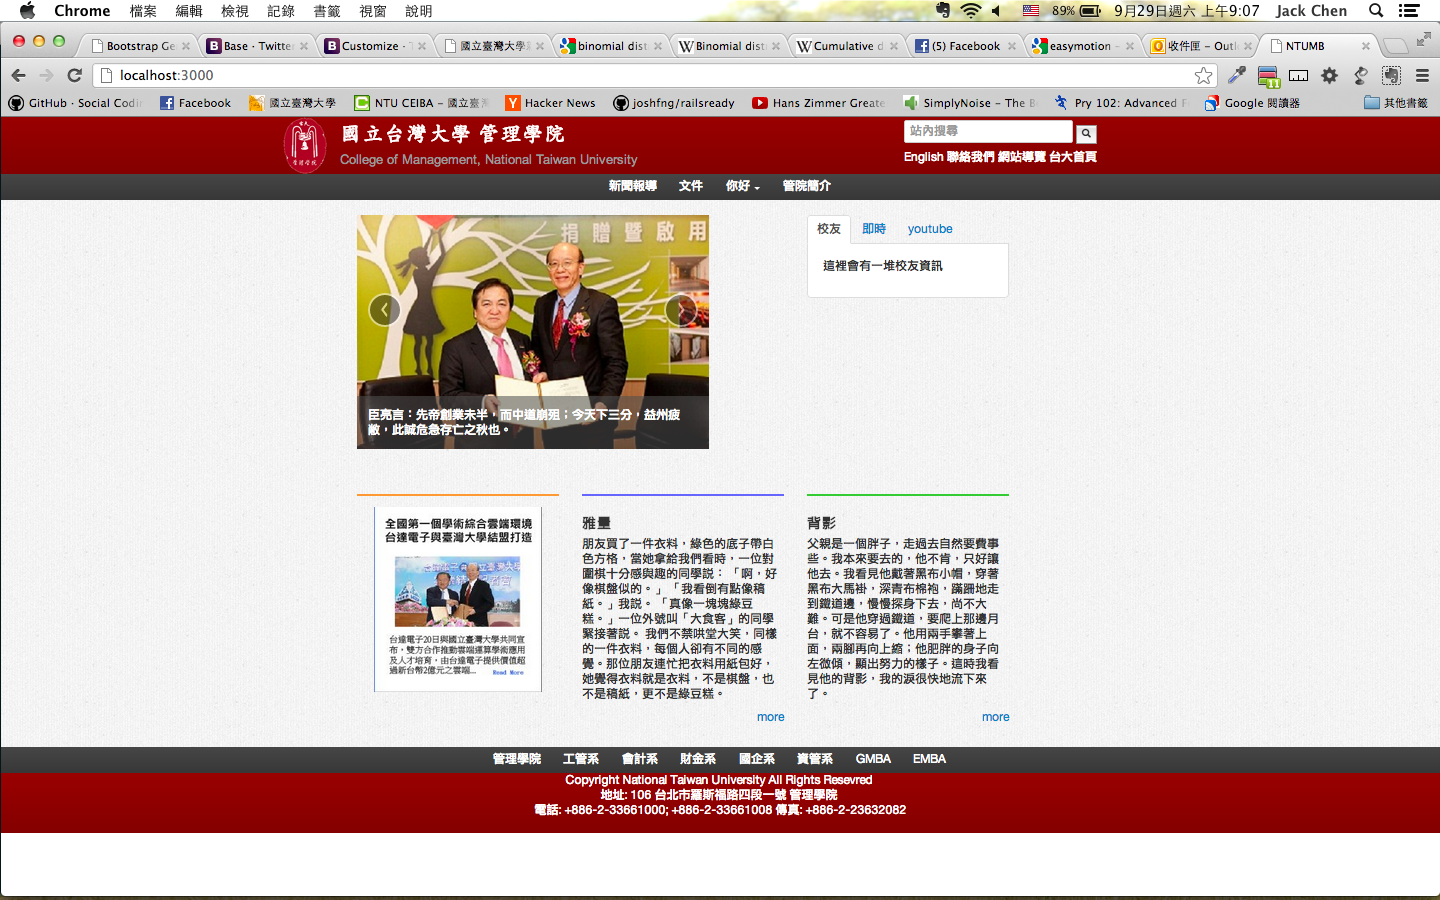 Chrome 檔案 編輯 檢視 記錄 書籤 視窗 說明 89% 9月29日週六 上午9:07 Jack Chen
Bootstrap Ge Base · Twitter Customize · T 國立臺灣大學 binomial dist Binomial dist Cumulative d (5) Facebook easymotion 收件匣 – Outl NTUMB
localhost:3000
11
GitHub · Social Codi Facebook 國立臺灣大學 NTU CEIBA – 國立臺灣 Hacker News joshfng/railsready Hans Zimmer Greate SimplyNoise – The B Pry 102: Advanced F Google 閱讀器 其他書籤
國立台灣大學 管理學院
College of Management, National Taiwan University
站內搜尋
English 聯絡我們 網站導覽 台大首頁
新聞報導 文件 你好 管院簡介
捐贈暨啟用
臣亮言：先帝創業未半，而中道崩殂；今天下三分，益州疲
敝，此誠危急存亡之秋也。
校友 即時 youtube
這裡會有一堆校友資訊
全國第一個學術綜合雲端環境
台達電子與臺灣大學結盟打造
台達電子20日與國立臺灣大學共同宣
布，雙方合作推動雲端運算學術應用
及人才培育，由台達電子提供價值超
過新台幣2億元之雲端... Read More
雅量
朋友買了一件衣料，綠色的底子帶白
色方格，當她拿給我們看時，一位對
圍棋十分感與趣的同學説：「啊，好
像棋盤似的。」「我看倒有點像稿
紙。」我説。「真像一塊塊綠豆
糕。」一位外號叫「大食客」的同學
緊接著説。 我們不禁哄堂大笑，同樣
的一件衣料，每個人卻有不同的感
覺。那位朋友連忙把衣料用紙包好，
她覺得衣料就是衣料，不是棋盤，也
不是稿紙，更不是綠豆糕。
more
背影
父親是一個胖子，走過去自然要費事
些。我本來要去的，他不肯，只好讓
他去。我看見他戴著黑布小帽，穿著
黑布大馬褂，深青布棉袍，蹣跚地走
到鐵道邊，慢慢探身下去，尚不大
難。可是他穿過鐵道，要爬上那邊月
台，就不容易了。他用兩手攀著上
面，兩腳再向上縮；他肥胖的身子向
左微傾，顯出努力的樣子。這時我看
見他的背影，我的淚很快地流下來
了。
more
管理學院 工管系 會計系 財金系 國企系 資管系 GMBA EMBA
Copyright National Taiwan University All Rights Resevred
地址: 106 台北市羅斯福路四段一號 管理學院
電話: +886-2-33661000; +886-2-33661008 傳真: +886-2-23632082